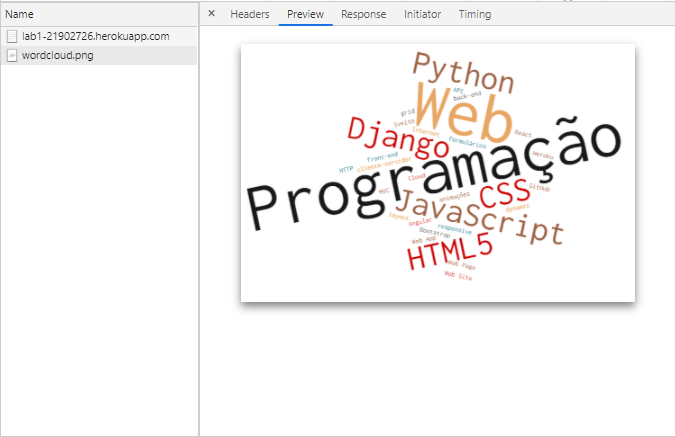 Name
Headers Preview Response Initiator Timing
lab1-21902726.herokuapp.com
wordcloud.png
Python
API
back-end
Web
grid
Svelte
Internet
React
Django
formulários
Programação
front-end
HTTP
cliente-servidor
Heroku
Cloud
MVC
GitHub
CSS
animações
JavaScript
dynamic
layout
angular
responsive
Bootstrap
Web App
HTML5
Web Page
Web Site